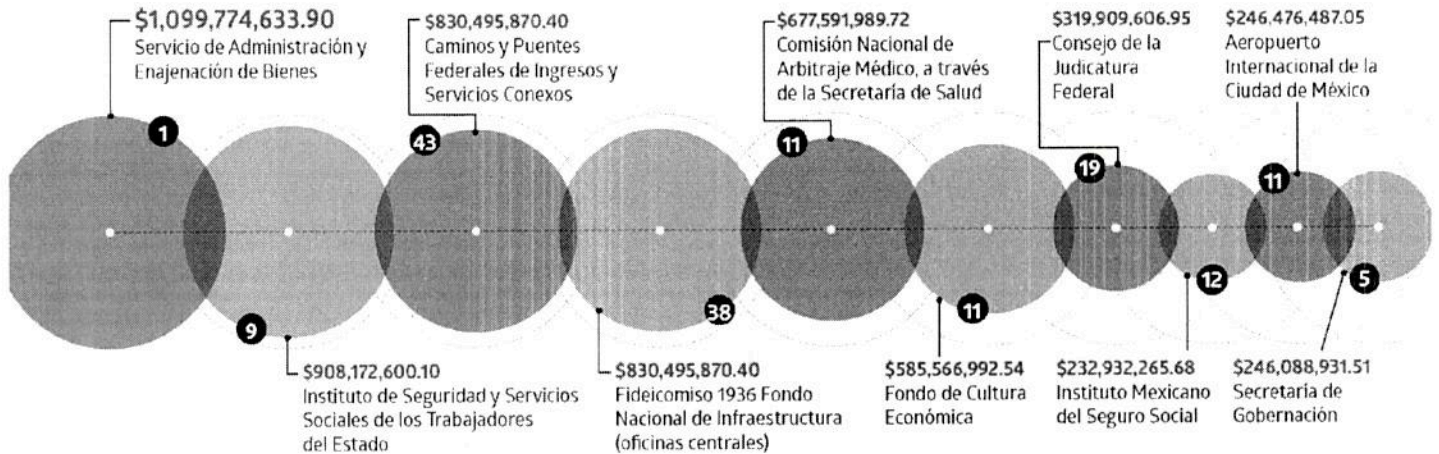 $1,099,774,633.90
Servicio de Administración y
Enajenación de Bienes
$830,495,870.40
Caminos y Puentes
Federales de Ingresos y
Servicios Conexos
$677,591,989.72
Comisión Nacional de
Arbitraje Médico, a través
de la Secretaría de Salud
$319,909,606.95
Consejo de la
Judicatura
Federal
$246,476,487.05
Aeropuerto
Internacional de la
Ciudad de México
1
43
11
19
11
9
38
11
12
5
$908,172,600.10
Instituto de Seguridad y Servicios
Sociales de los Trabajadores
del Estado
$830,495,870.40
Fideicomiso 1936 Fondo
Nacional de Infraestructura
(oficinas centrales)
$585,566,992.54
Fondo de Cultura
Económica
$232,932,265.68
Instituto Mexicano
del Seguro Social
$246,088,931.51
Secretaría de
Gobernación